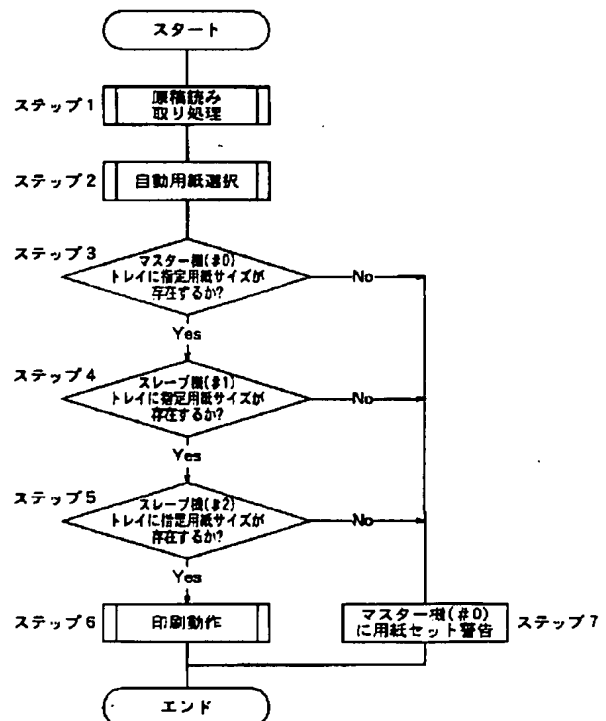 スタート
ステップ1
原稿読み
取り処理
ステップ2
自動用紙選択
ステップ3
マスター機(#0)
トレイに指定用紙サイズが
存在するか?
No
Yes
ステップ4
スレーブ機(#1)
トレイに指定用紙サイズが
存在するか?
No
Yes
ステップ5
スレーブ機(#2)
トレイに指定用紙サイズが
存在するか?
No
Yes
ステップ6
印刷動作
マスター機(#0)
に用紙セット警告
ステップ7
エンド